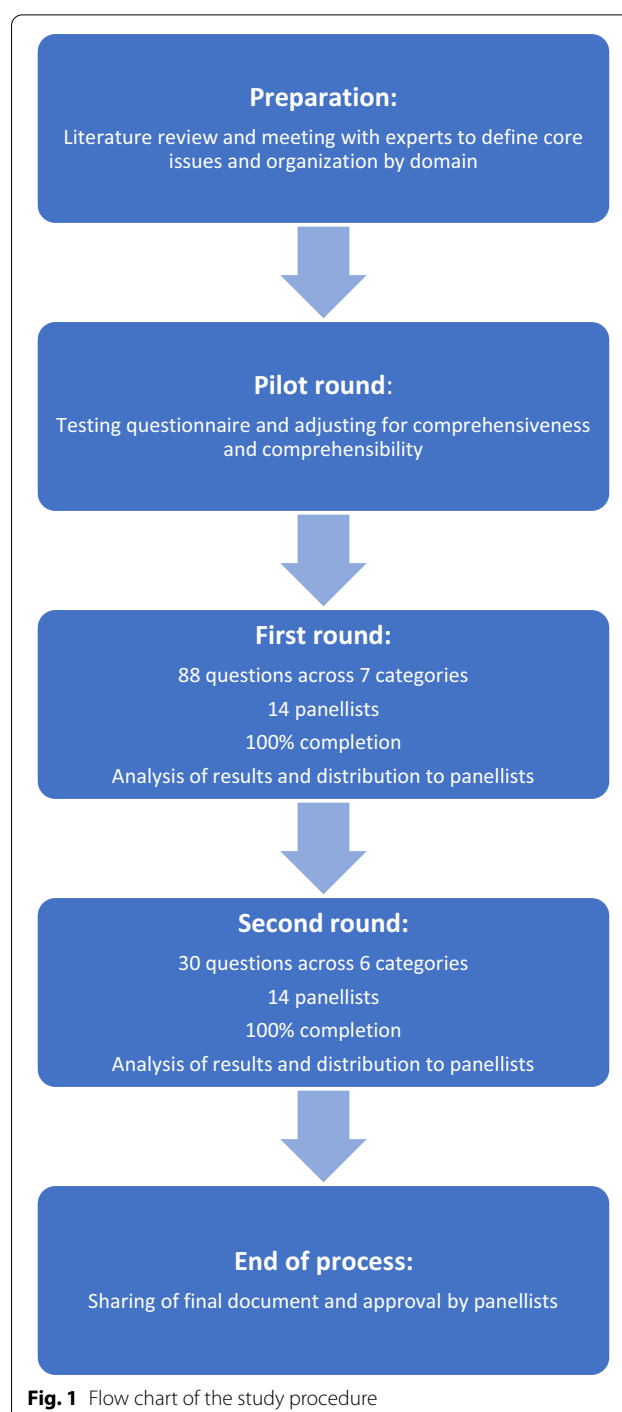 Preparation:
Literature review and meeting with experts to define core
issues and organization by domain
Pilot round:
Testing questionnaire and adjusting for comprehensiveness
and comprehensibility
First round:
88 questions across 7 categories
14 panellists
100% completion
Analysis of results and distribution to panellists
Second round:
30 questions across 6 categories
14 panellists
100% completion
Analysis of results and distribution to panellists
End of process:
Sharing of final document and approval by panellists
Fig. 1 Flow chart of the study procedure